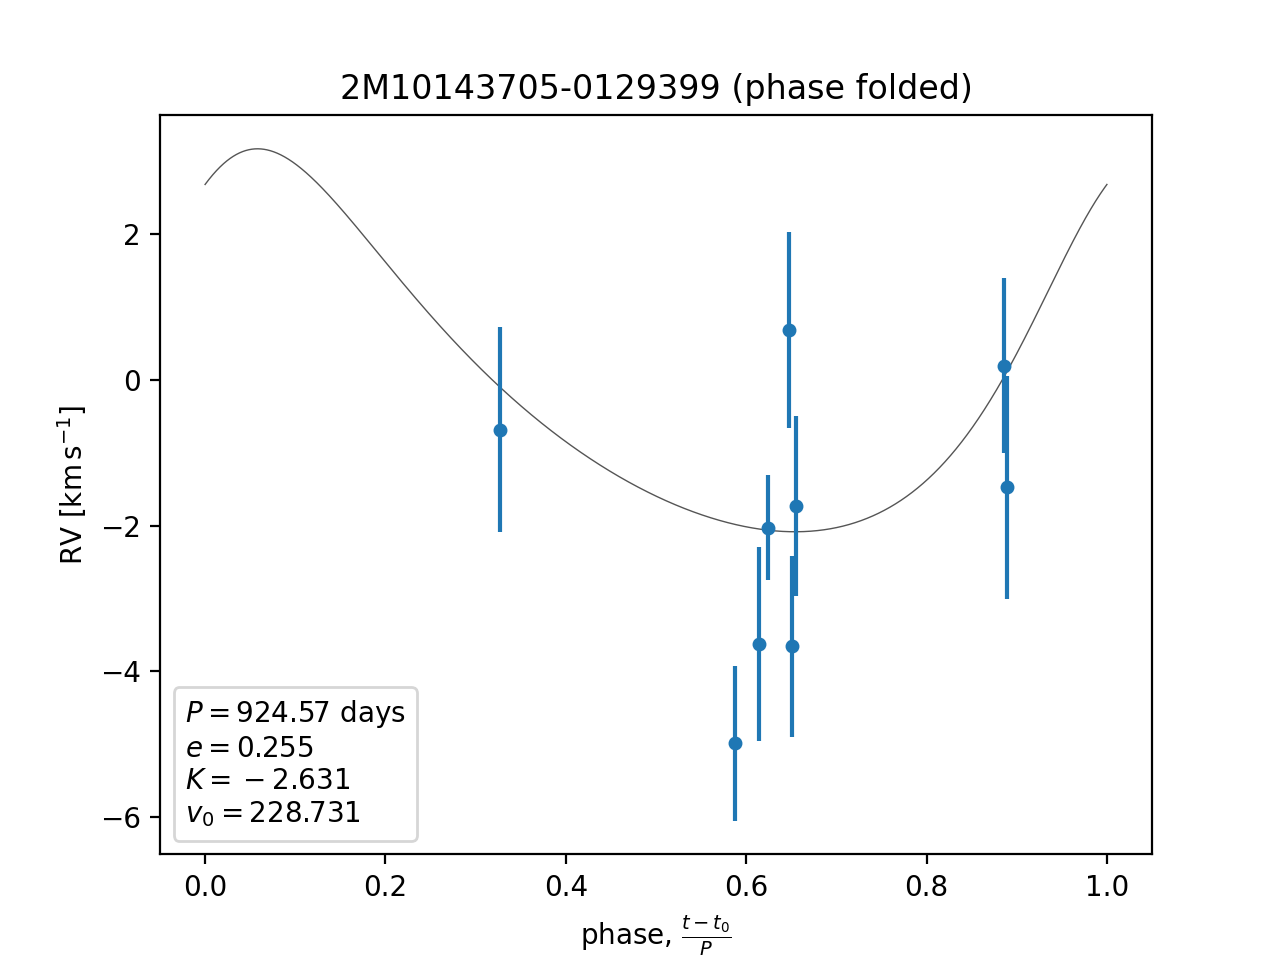 2M10143705-0129399 (phase folded)
RV [km s⁻¹]
2
0
−2
−4
−6
P = 924.57 days
e = 0.255
K = −2.631
v₀ = 228.731
0.0 0.2 0.4 0.6 0.8 1.0
phase, (t − t₀)/P